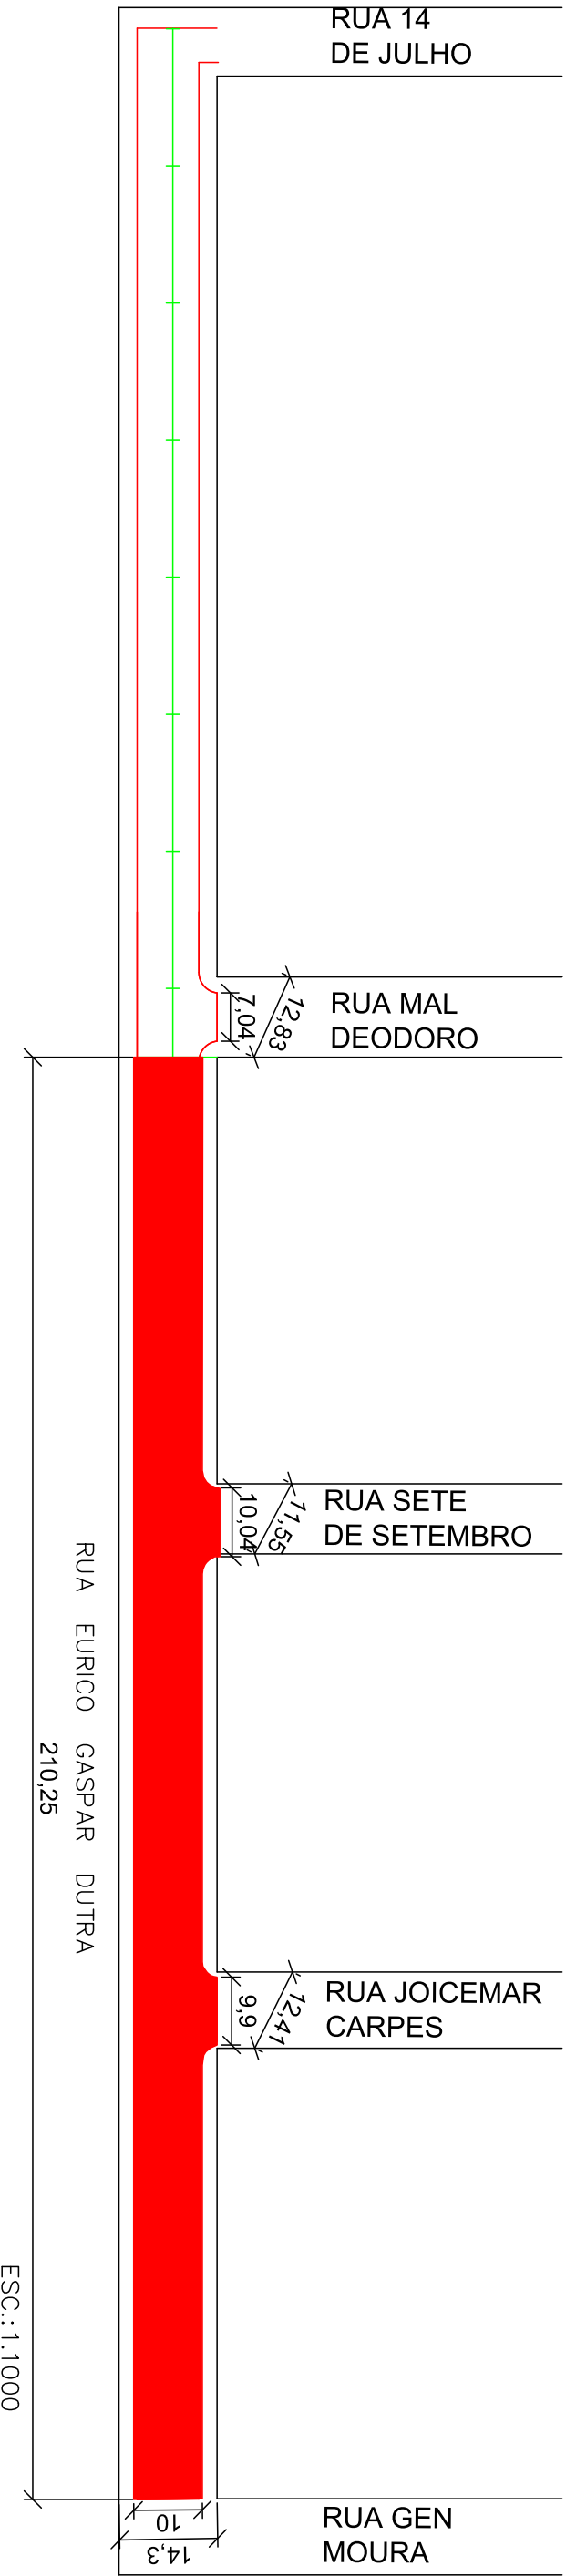 RUA 14
DE JULHO
12,83
7,04
RUA MAL
DEODORO
11,55
10,04
RUA SETE
DE SETEMBRO
RUA EURICO GASPAR DUTRA
210,25
12,41
9,9
RUA JOICEMAR
CARPES
ESC.: 1.1000
10
14,3
RUA GEN
MOURA